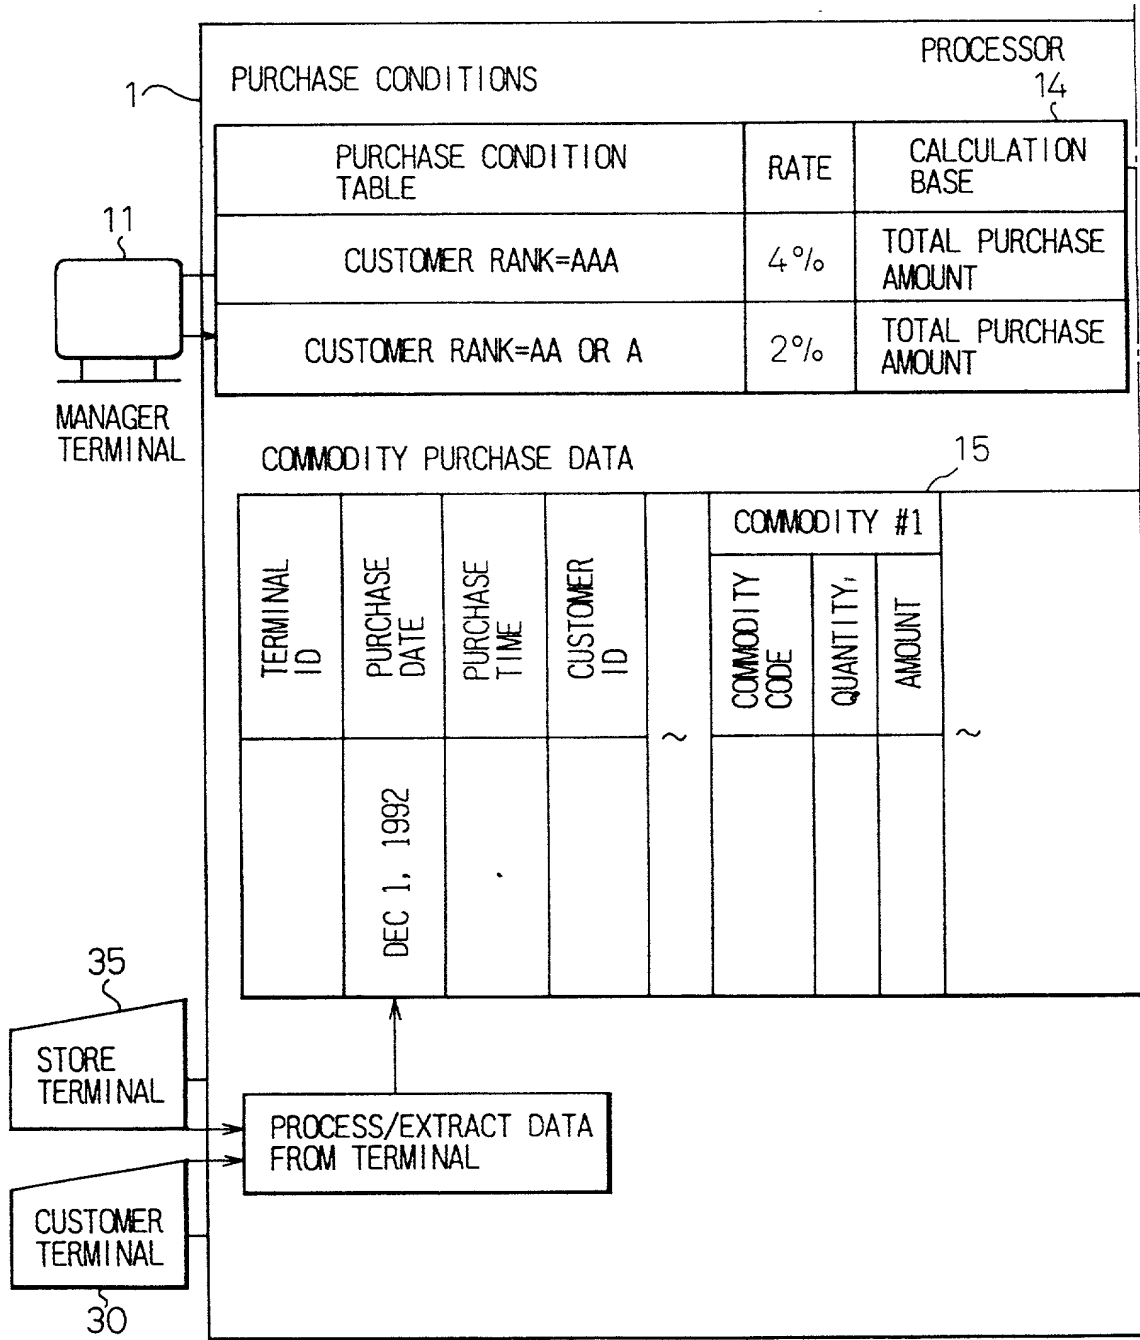 PROCESSOR
1
PURCHASE CONDITIONS
14
PURCHASE CONDITION
TABLE
RATE
CALCULATION
BASE
CUSTOMER RANK=AAA
4%
TOTAL PURCHASE
AMOUNT
CUSTOMER RANK=AA OR A
2%
TOTAL PURCHASE
AMOUNT
11
MANAGER
TERMINAL
COMMODITY PURCHASE DATA
15
TERMINAL
ID
PURCHASE
DATE
PURCHASE
TIME
CUSTOMER
ID
~
COMMODITY #1
COMMODITY
CODE
QUANTITY,
AMOUNT
~
DEC 1, 1992
35
STORE
TERMINAL
PROCESS/EXTRACT DATA
FROM TERMINAL
CUSTOMER
TERMINAL
30